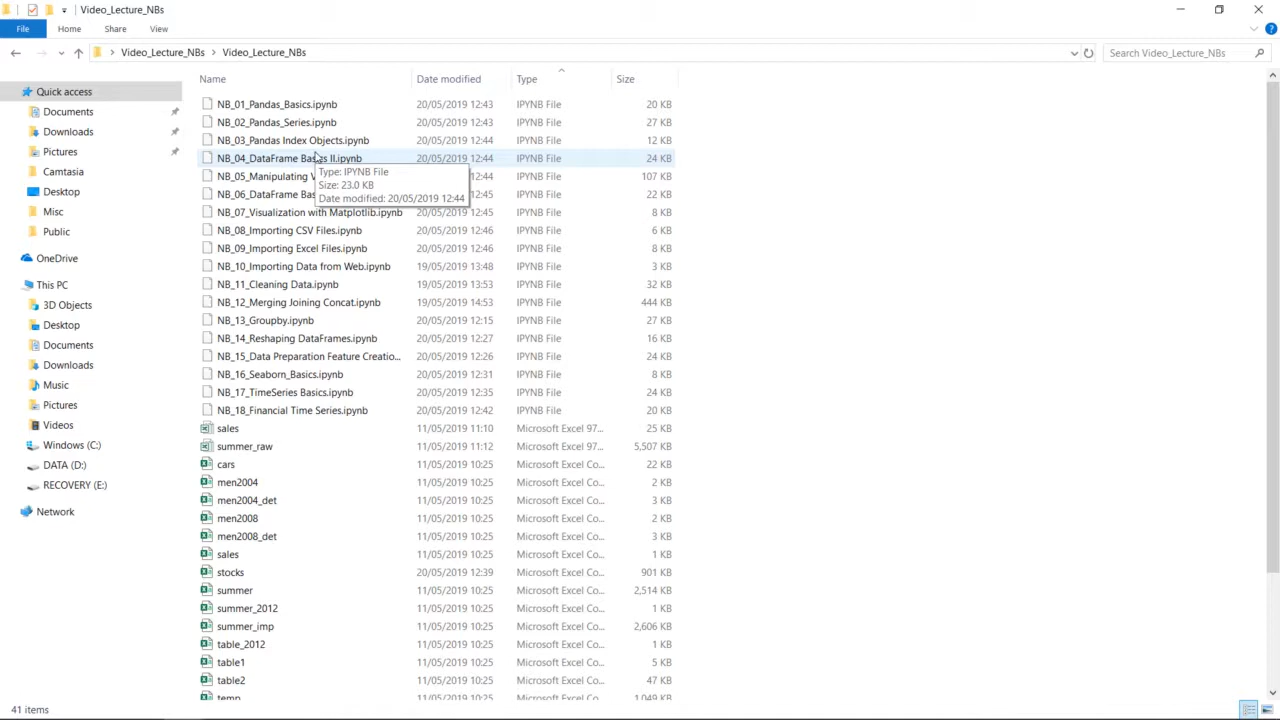 Video_Lecture_NBs
File Home Share View
Video_Lecture_NBs > Video_Lecture_NBs Search Video_Lecture_NBs
Name Date modified Type Size
Quick access
Documents
Downloads
Pictures
Camtasia
Desktop
Misc
Public
OneDrive
This PC
3D Objects
Desktop
Documents
Downloads
Music
Pictures
Videos
Windows (C:)
DATA (D:)
RECOVERY (E:)
Network
NB_01_Pandas_Basics.ipynb 20/05/2019 12:43 IPYNB File 20 KB
NB_02_Pandas_Series.ipynb 20/05/2019 12:43 IPYNB File 27 KB
NB_03_Pandas Index Objects.ipynb 20/05/2019 12:44 IPYNB File 12 KB
NB_04_DataFrame Basics II.ipynb 20/05/2019 12:44 IPYNB File 24 KB
NB_05_Manipulating 12:44 IPYNB File 107 KB
NB_06_DataFrame Bas 12:45 IPYNB File 22 KB
Type: IPYNB File
Size: 23.0 KB
Date modified: 20/05/2019 12:44
NB_07_Visualization with Matplotlib.ipynb 20/05/2019 12:45 IPYNB File 8 KB
NB_08_Importing CSV Files.ipynb 20/05/2019 12:46 IPYNB File 6 KB
NB_09_Importing Excel Files.ipynb 20/05/2019 12:46 IPYNB File 8 KB
NB_10_Importing Data from Web.ipynb 19/05/2019 13:48 IPYNB File 3 KB
NB_11_Cleaning Data.ipynb 19/05/2019 13:53 IPYNB File 32 KB
NB_12_Merging Joining Concat.ipynb 19/05/2019 14:53 IPYNB File 444 KB
NB_13_Groupby.ipynb 20/05/2019 12:15 IPYNB File 27 KB
NB_14_Reshaping DataFrames.ipynb 20/05/2019 12:27 IPYNB File 16 KB
NB_15_Data Preparation Feature Creatio... 20/05/2019 12:26 IPYNB File 24 KB
NB_16_Seaborn_Basics.ipynb 20/05/2019 12:31 IPYNB File 8 KB
NB_17_TimeSeries Basics.ipynb 20/05/2019 12:35 IPYNB File 24 KB
NB_18_Financial Time Series.ipynb 20/05/2019 12:42 IPYNB File 20 KB
sales 11/05/2019 11:10 Microsoft Excel 97... 25 KB
summer_raw 11/05/2019 11:12 Microsoft Excel 97... 5,507 KB
cars 11/05/2019 10:25 Microsoft Excel Co... 22 KB
men2004 11/05/2019 10:25 Microsoft Excel Co... 2 KB
men2004_det 11/05/2019 10:25 Microsoft Excel Co... 3 KB
men2008 11/05/2019 10:25 Microsoft Excel Co... 2 KB
men2008_det 11/05/2019 10:25 Microsoft Excel Co... 3 KB
sales 11/05/2019 10:25 Microsoft Excel Co... 1 KB
stocks 20/05/2019 12:39 Microsoft Excel Co... 901 KB
summer 11/05/2019 10:25 Microsoft Excel Co... 2,514 KB
summer_2012 11/05/2019 10:25 Microsoft Excel Co... 1 KB
summer_imp 11/05/2019 10:25 Microsoft Excel Co... 2,606 KB
table_2012 11/05/2019 10:25 Microsoft Excel Co... 1 KB
table1 11/05/2019 10:25 Microsoft Excel Co... 5 KB
table2 11/05/2019 10:25 Microsoft Excel Co... 47 KB
temp 11/05/2019 10:25 Microsoft Excel Co... 1,049 KB
41 items